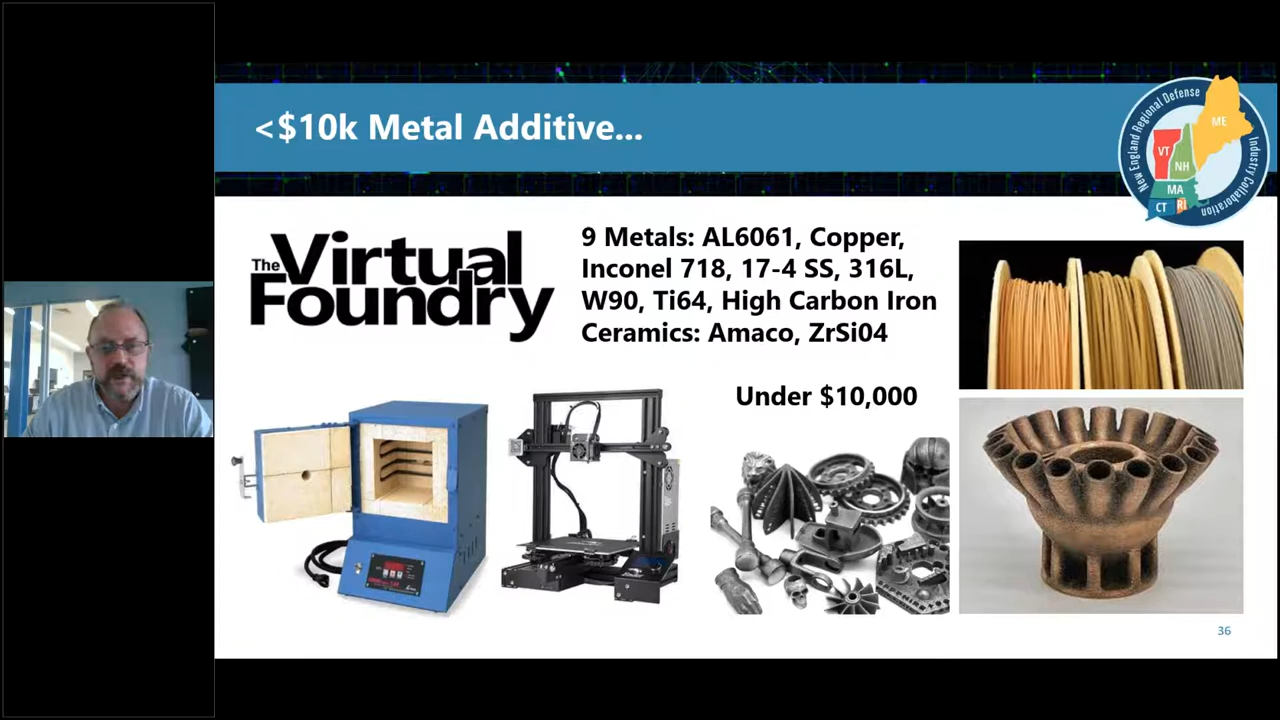 <$10k Metal Additive...
New England Regional Defense
Industry Collaboration
ME
VT
NH
MA
CT
RI
The Virtual
Foundry
9 Metals: AL6061, Copper,
Inconel 718, 17-4 SS, 316L,
W90, Ti64, High Carbon Iron
Ceramics: Amaco, ZrSi04
Under $10,000
36